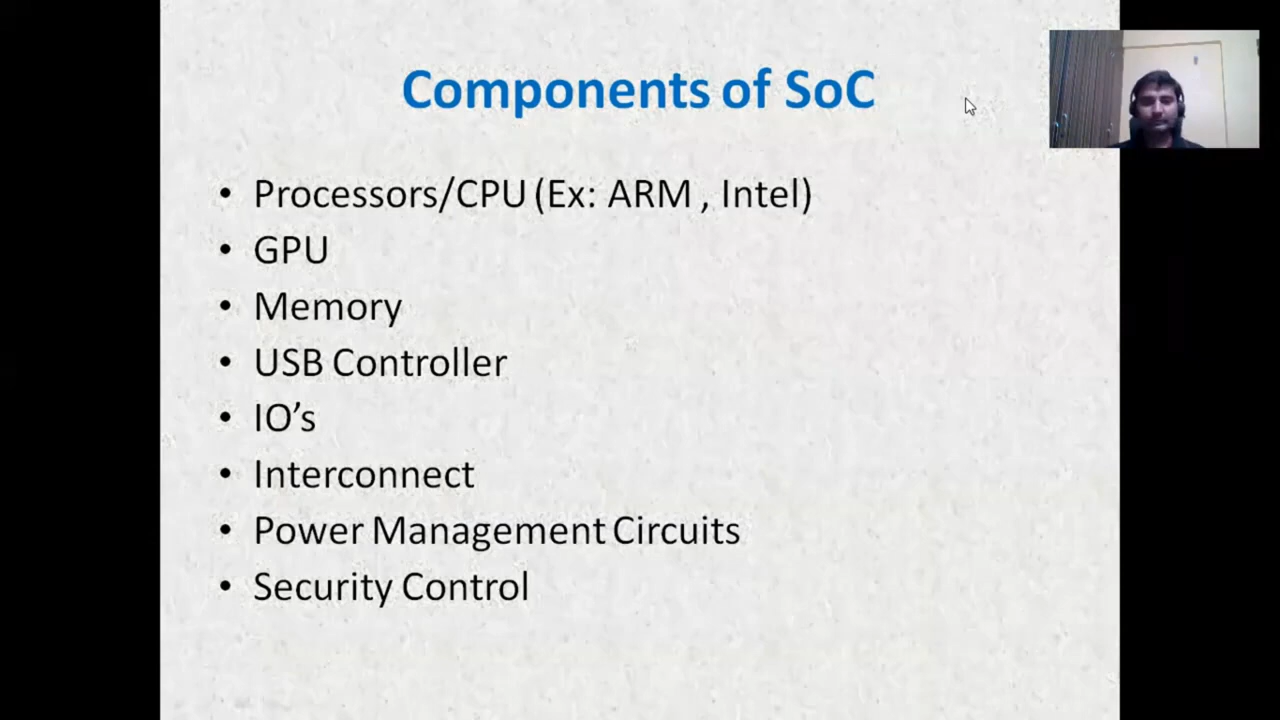 Components of SoC
• Processors/CPU (Ex: ARM , Intel)
• GPU
• Memory
• USB Controller
• IO’s
• Interconnect
• Power Management Circuits
• Security Control